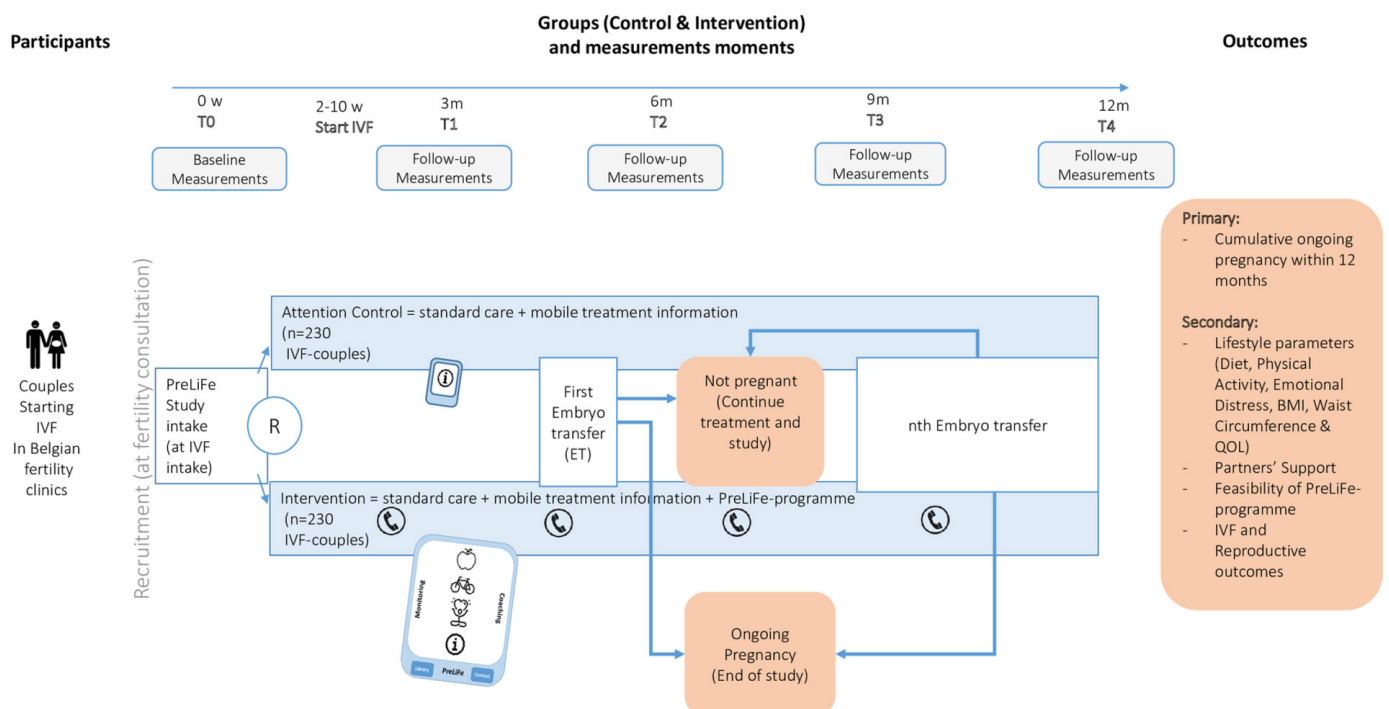 Participants
Groups (Control & Intervention)
and measurements moments
Outcomes
0 w
T0
2-10 w
Start IVF
3m
T1
6m
T2
9m
T3
12m
T4
Baseline
Measurements
Follow-up
Measurements
Follow-up
Measurements
Follow-up
Measurements
Follow-up
Measurements
Couples
Starting
IVF
In Belgian
fertility
clinics
Recruitment (at fertility consultation)
PreLiFe
Study
intake
(at IVF
intake)
R
Attention Control = standard care + mobile treatment information
(n=230
IVF-couples)
i
First
Embryo
transfer
(ET)
Not pregnant
(Continue
treatment and
study)
nth Embryo transfer
Intervention = standard care + mobile treatment information + PreLiFe-programme
(n=230
IVF-couples)
Monitoring
Coaching
i
Library
PreLiFe
Contact
Ongoing
Pregnancy
(End of study)
Primary:
- Cumulative ongoing
pregnancy within 12
months
Secondary:
- Lifestyle parameters
(Diet, Physical
Activity, Emotional
Distress, BMI, Waist
Circumference &
QOL)
- Partners' Support
- Feasibility of PreLiFe-
programme
- IVF and
Reproductive
outcomes